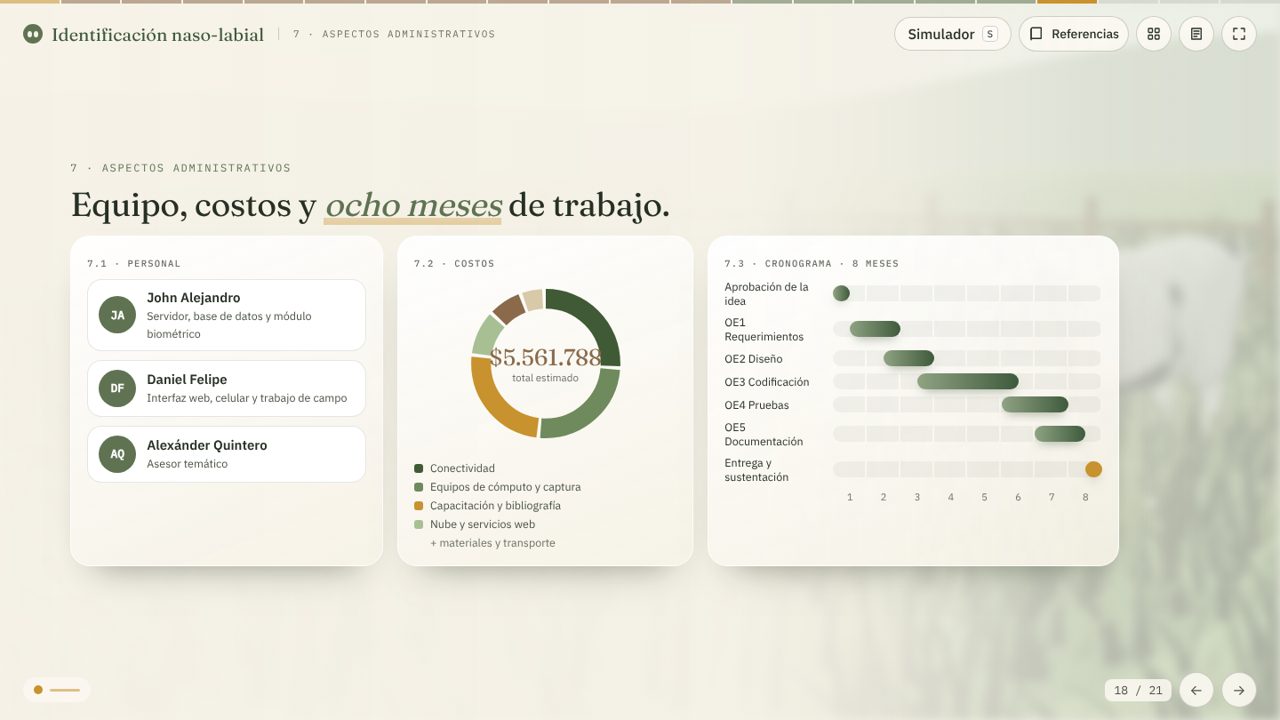 Identificación naso-labial
7 · ASPECTOS ADMINISTRATIVOS
Simulador S
Referencias
7 · ASPECTOS ADMINISTRATIVOS
Equipo, costos y ocho meses de trabajo.
7.1 · PERSONAL
JA
John Alejandro
Servidor, base de datos y módulo
biométrico
DF
Daniel Felipe
Interfaz web, celular y trabajo de campo
AQ
Alexánder Quintero
Asesor temático
7.2 · COSTOS
$5.561.788
total estimado
Conectividad
Equipos de cómputo y captura
Capacitación y bibliografía
Nube y servicios web
+ materiales y transporte
7.3 · CRONOGRAMA · 8 MESES
Aprobación de la
idea
OE1
Requerimientos
OE2 Diseño
OE3 Codificación
OE4 Pruebas
OE5
Documentación
Entrega y
sustentación
1 2 3 4 5 6 7 8
18 / 21